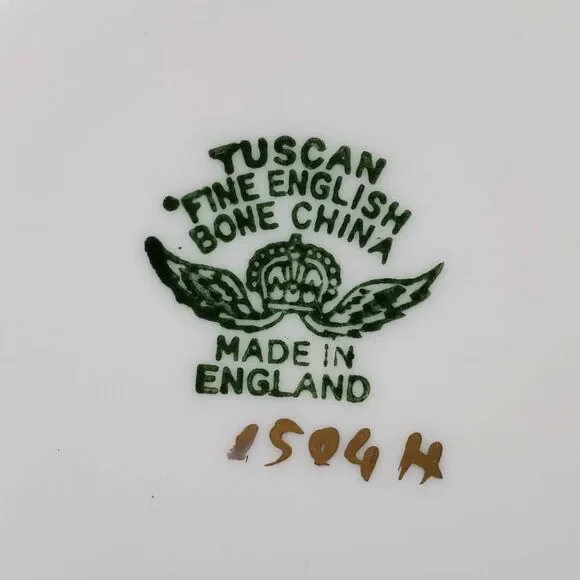 TUSCAN
FINE ENGLISH
BONE CHINA
MADE IN
ENGLAND
1504 H